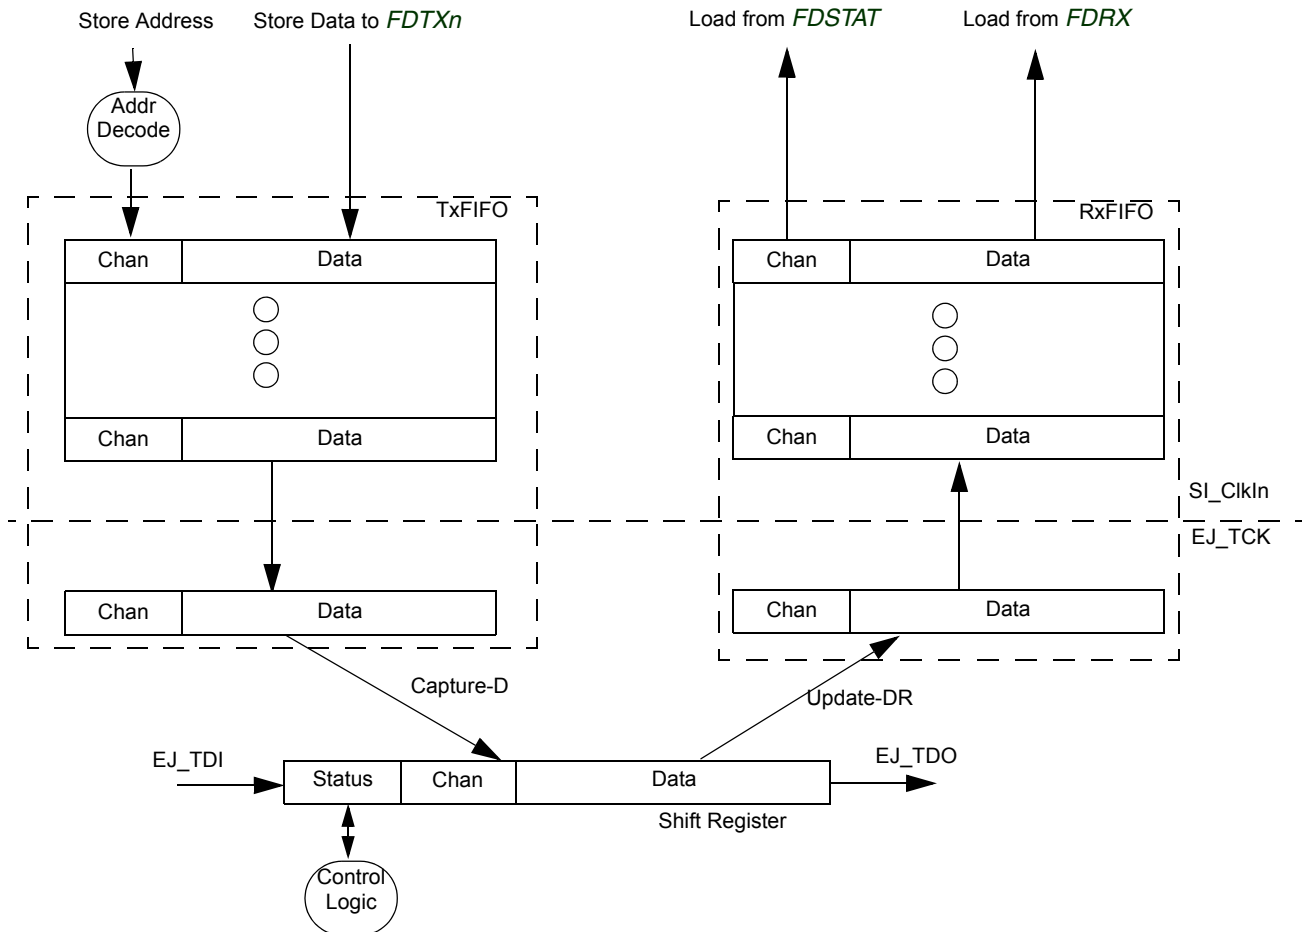 Store Address
Store Data to FDTXn
Load from FDSTAT
Load from FDRX
Addr
Decode
TxFIFO
RxFIFO
Chan
Data
Chan
Data
Chan
Data
Chan
Data
SI_ClkIn
EJ_TCK
Chan
Data
Chan
Data
Capture-D
Update-DR
EJ_TDI
EJ_TDO
Status
Chan
Data
Shift Register
Control
Logic